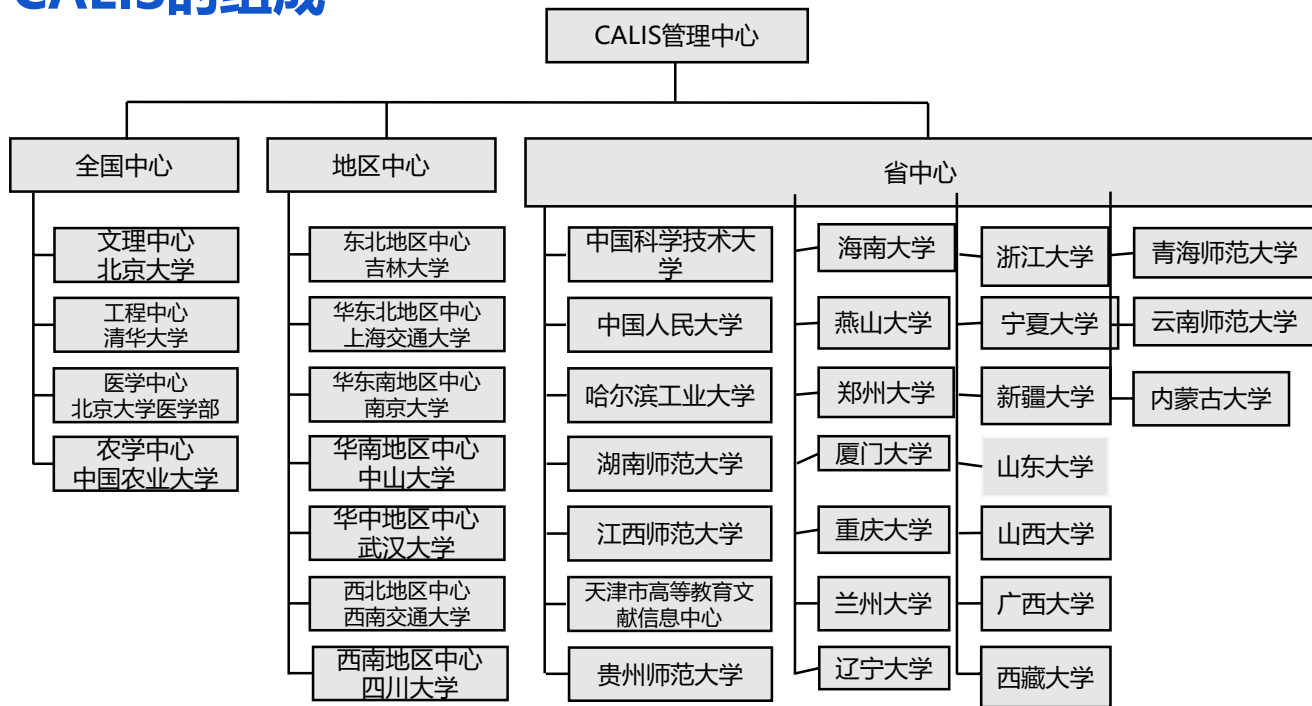 CALIS的组成
CALIS管理中心
全国中心
地区中心
省中心
文理中心
北京大学
工程中心
清华大学
医学中心
北京大学医学部
农学中心
中国农业大学
东北地区中心
吉林大学
华东北地区中心
上海交通大学
华东南地区中心
南京大学
华南地区中心
中山大学
华中地区中心
武汉大学
西北地区中心
西南交通大学
西南地区中心
四川大学
中国科学技术大
学
中国人民大学
哈尔滨工业大学
湖南师范大学
江西师范大学
天津市高等教育文
献信息中心
贵州师范大学
海南大学
燕山大学
郑州大学
厦门大学
重庆大学
兰州大学
辽宁大学
浙江大学
宁夏大学
新疆大学
山东大学
山西大学
广西大学
西藏大学
青海师范大学
云南师范大学
内蒙古大学